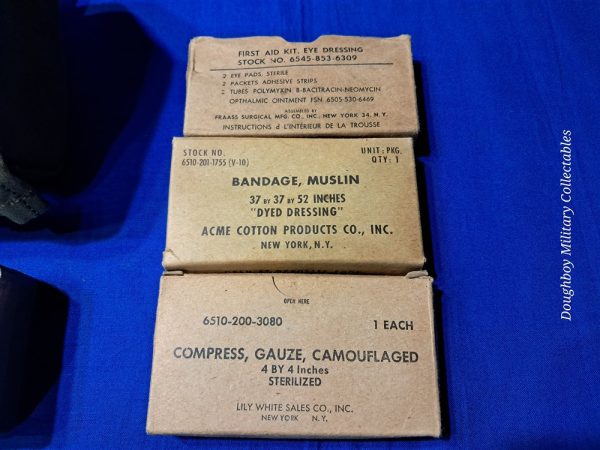 FIRST AID KIT, EYE DRESSING
STOCK NO. 6545-853-6309
2 EYE PADS, STERILE
2 PACKETS ADHESIVE STRIPS
2 TUBES POLYMYXIN B-BACITRACIN-NEOMYCIN
OPTHALMIC OINTMENT FSN 6505-530-6469
ASSEMBLED BY
FRAASS SURGICAL MFG. CO., INC., NEW YORK 34, N. Y.
INSTRUCTIONS d L'INTÉRIEUR DE LA TROUSSE
STOCK NO.
6510-201-1755 (V-10)
UNIT: PKG.
QTY: 1
BANDAGE, MUSLIN
37 BY 37 BY 52 INCHES
"DYED DRESSING"
ACME COTTON PRODUCTS CO., INC.
NEW YORK, N.Y.
OPEN HERE
6510-200-3080
1 EACH
COMPRESS, GAUZE, CAMOUFLAGED
4 BY 4 Inches
STERILIZED
LILY WHITE SALES CO., INC.
NEW YORK N.Y.
Doughboy Military Collectables